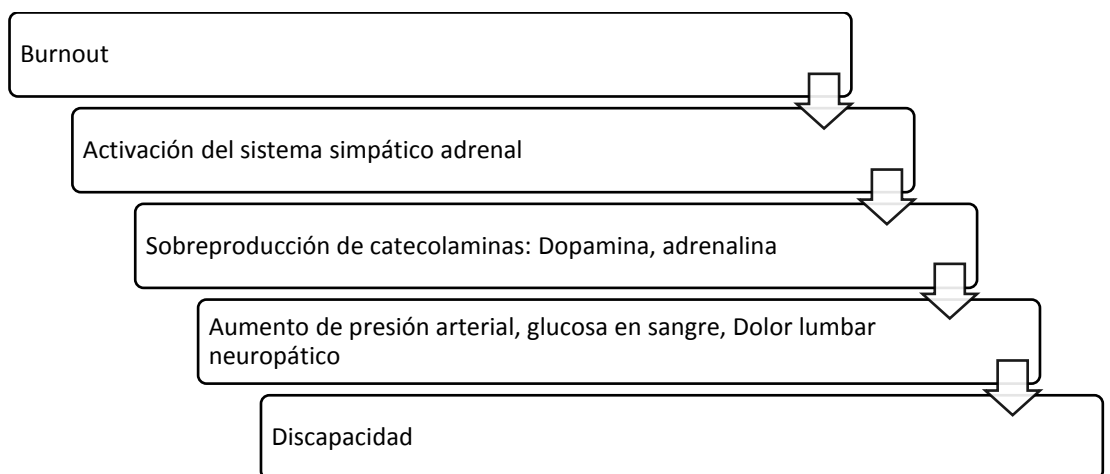 Burnout
Activación del sistema simpático adrenal
Sobreproducción de catecolaminas: Dopamina, adrenalina
Aumento de presión arterial, glucosa en sangre, Dolor lumbar
neuropático
Discapacidad